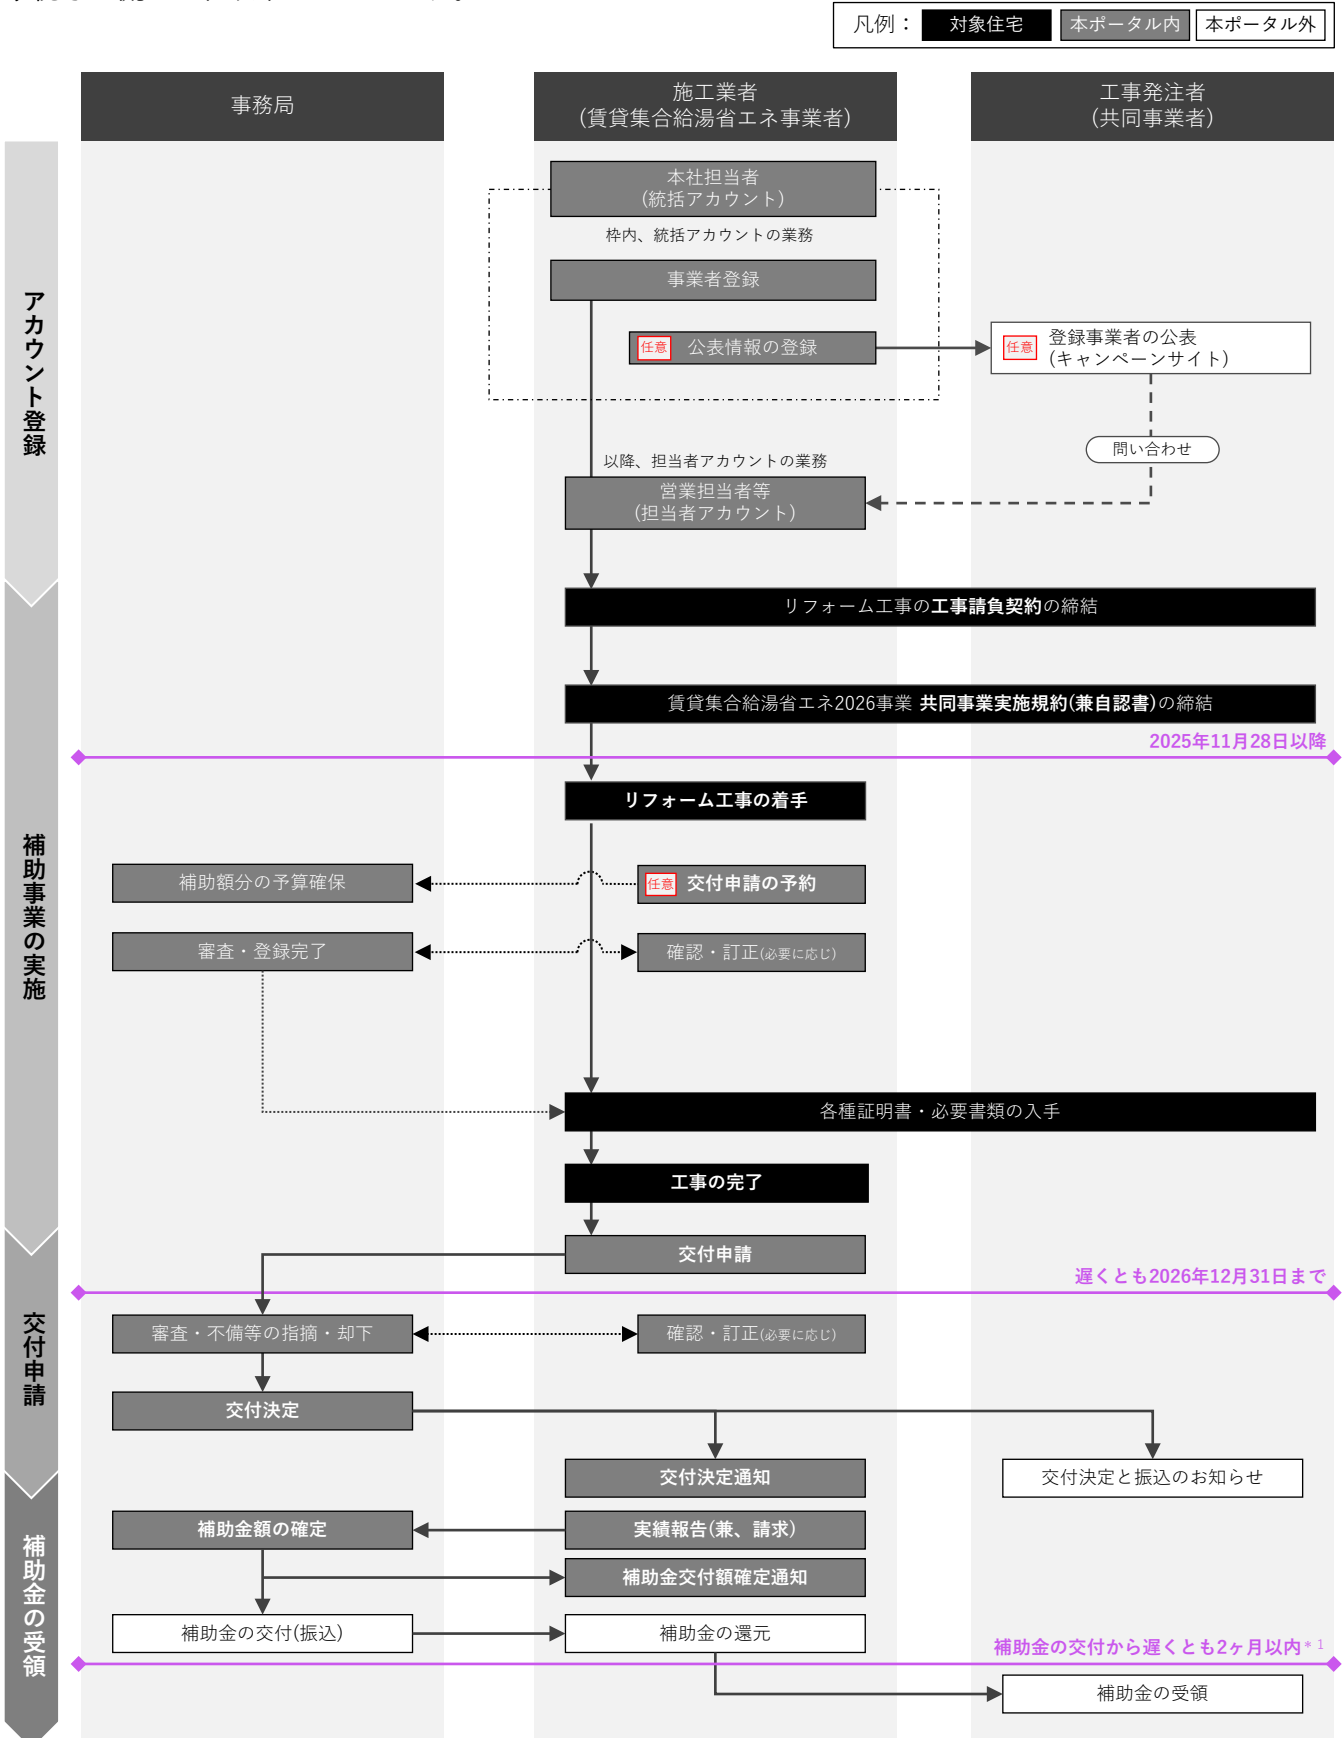 凡例：
対象住宅
本ポータル内
本ポータル外
事務局
施工業者
(賃貸集合給湯省エネ事業者)
工事発注者
(共同事業者)
アカウント登録
本社担当者
(統括アカウント)
枠内、統括アカウントの業務
事業者登録
任意 公表情報の登録
任意 登録事業者の公表
(キャンペーンサイト)
問い合わせ
以降、担当者アカウントの業務
営業担当者等
(担当者アカウント)
補助事業の実施
リフォーム工事の工事請負契約の締結
賃貸集合給湯省エネ2026事業 共同事業実施規約(兼自認書)の締結
2025年11月28日以降
リフォーム工事の着手
補助額分の予算確保
任意 交付申請の予約
審査・登録完了
確認・訂正(必要に応じ)
各種証明書・必要書類の入手
工事の完了
交付申請
交付申請
遅くとも2026年12月31日まで
審査・不備等の指摘・却下
確認・訂正(必要に応じ)
交付決定
交付決定通知
交付決定と振込のお知らせ
補助金の受領
補助金額の確定
実績報告(兼、請求)
補助金交付額確定通知
補助金の交付(振込)
補助金の還元
補助金の交付から遅くとも2ヶ月以内＊1
補助金の受領